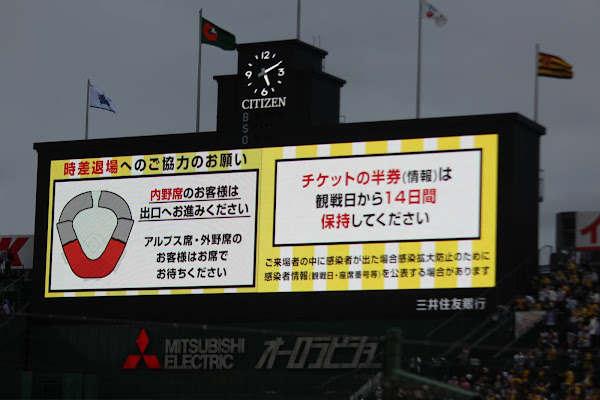 12
9
3
6
CITIZEN
BSO
時差退場へのご協力のお願い
内野席のお客様は
出口へお進みください
アルプス席・外野席の
お客様はお席で
お待ちください
チケットの半券(情報)は
観戦日から14日間
保持してください
ご来場者の中に感染者が出た場合感染拡大防止のために
感染者情報(観戦日・座席番号等)を公表する場合があります
三井住友銀行
MITSUBISHI
ELECTRIC
オーロラビジョン